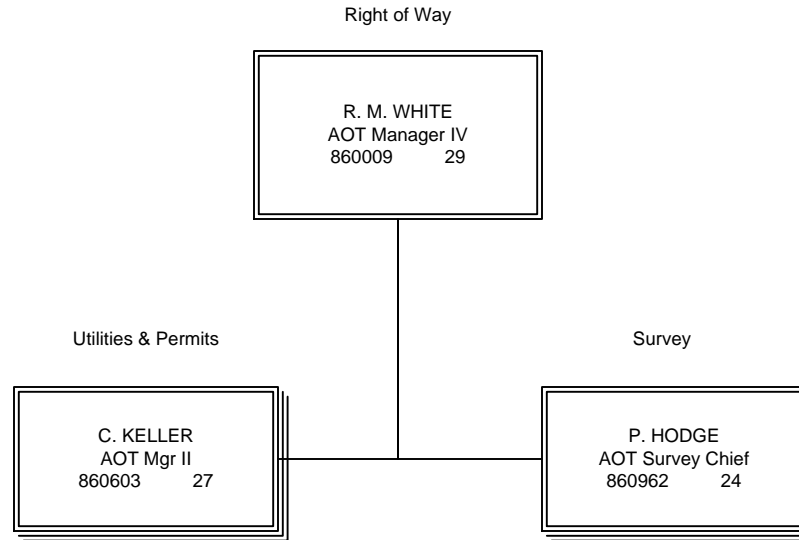 Right of Way
R. M. WHITE
AOT Manager IV
860009 29
Utilities & Permits
Survey
C. KELLER
AOT Mgr II
860603 27
P. HODGE
AOT Survey Chief
860962 24